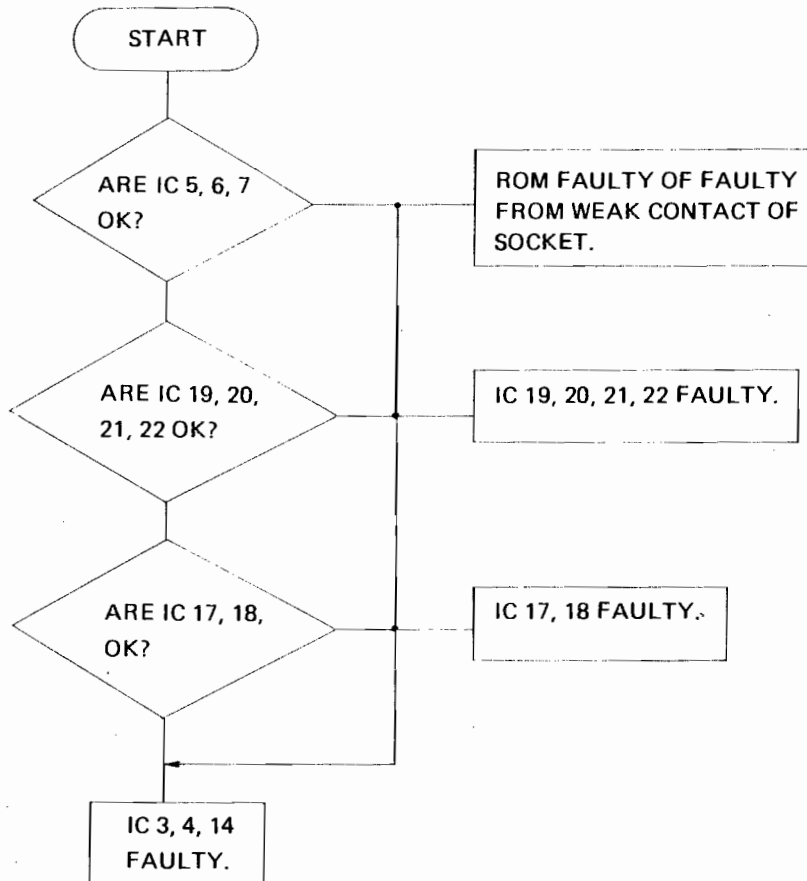 START
ARE IC 5, 6, 7
OK?
ROM FAULTY OF FAULTY
FROM WEAK CONTACT OF
SOCKET.
ARE IC 19, 20,
21, 22 OK?
IC 19, 20, 21, 22 FAULTY.
ARE IC 17, 18,
OK?
IC 17, 18 FAULTY.
IC 3, 4, 14
FAULTY.